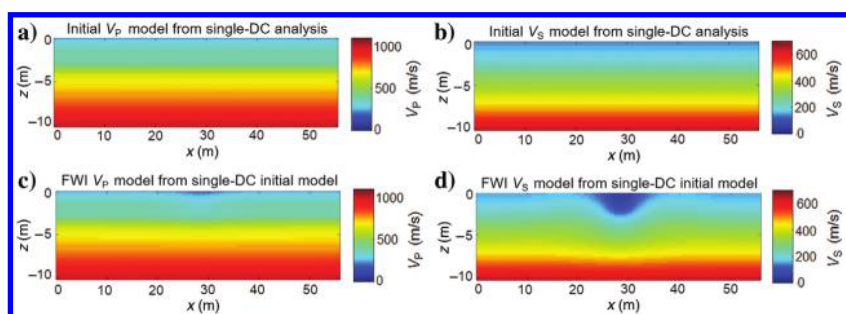 a) Initial VP model from single-DC analysis
0
−5
−10
z (m)
0 10 20 30 40 50
x (m)
1000
500
0
VP (m/s)
b) Initial VS model from single-DC analysis
0
−5
−10
z (m)
0 10 20 30 40 50
x (m)
600
400
200
0
VS (m/s)
c) FWI VP model from single-DC initial model
0
−5
−10
z (m)
0 10 20 30 40 50
x (m)
1000
500
0
VP (m/s)
d) FWI VS model from single-DC initial model
0
−5
−10
z (m)
0 10 20 30 40 50
x (m)
600
400
200
0
VS (m/s)